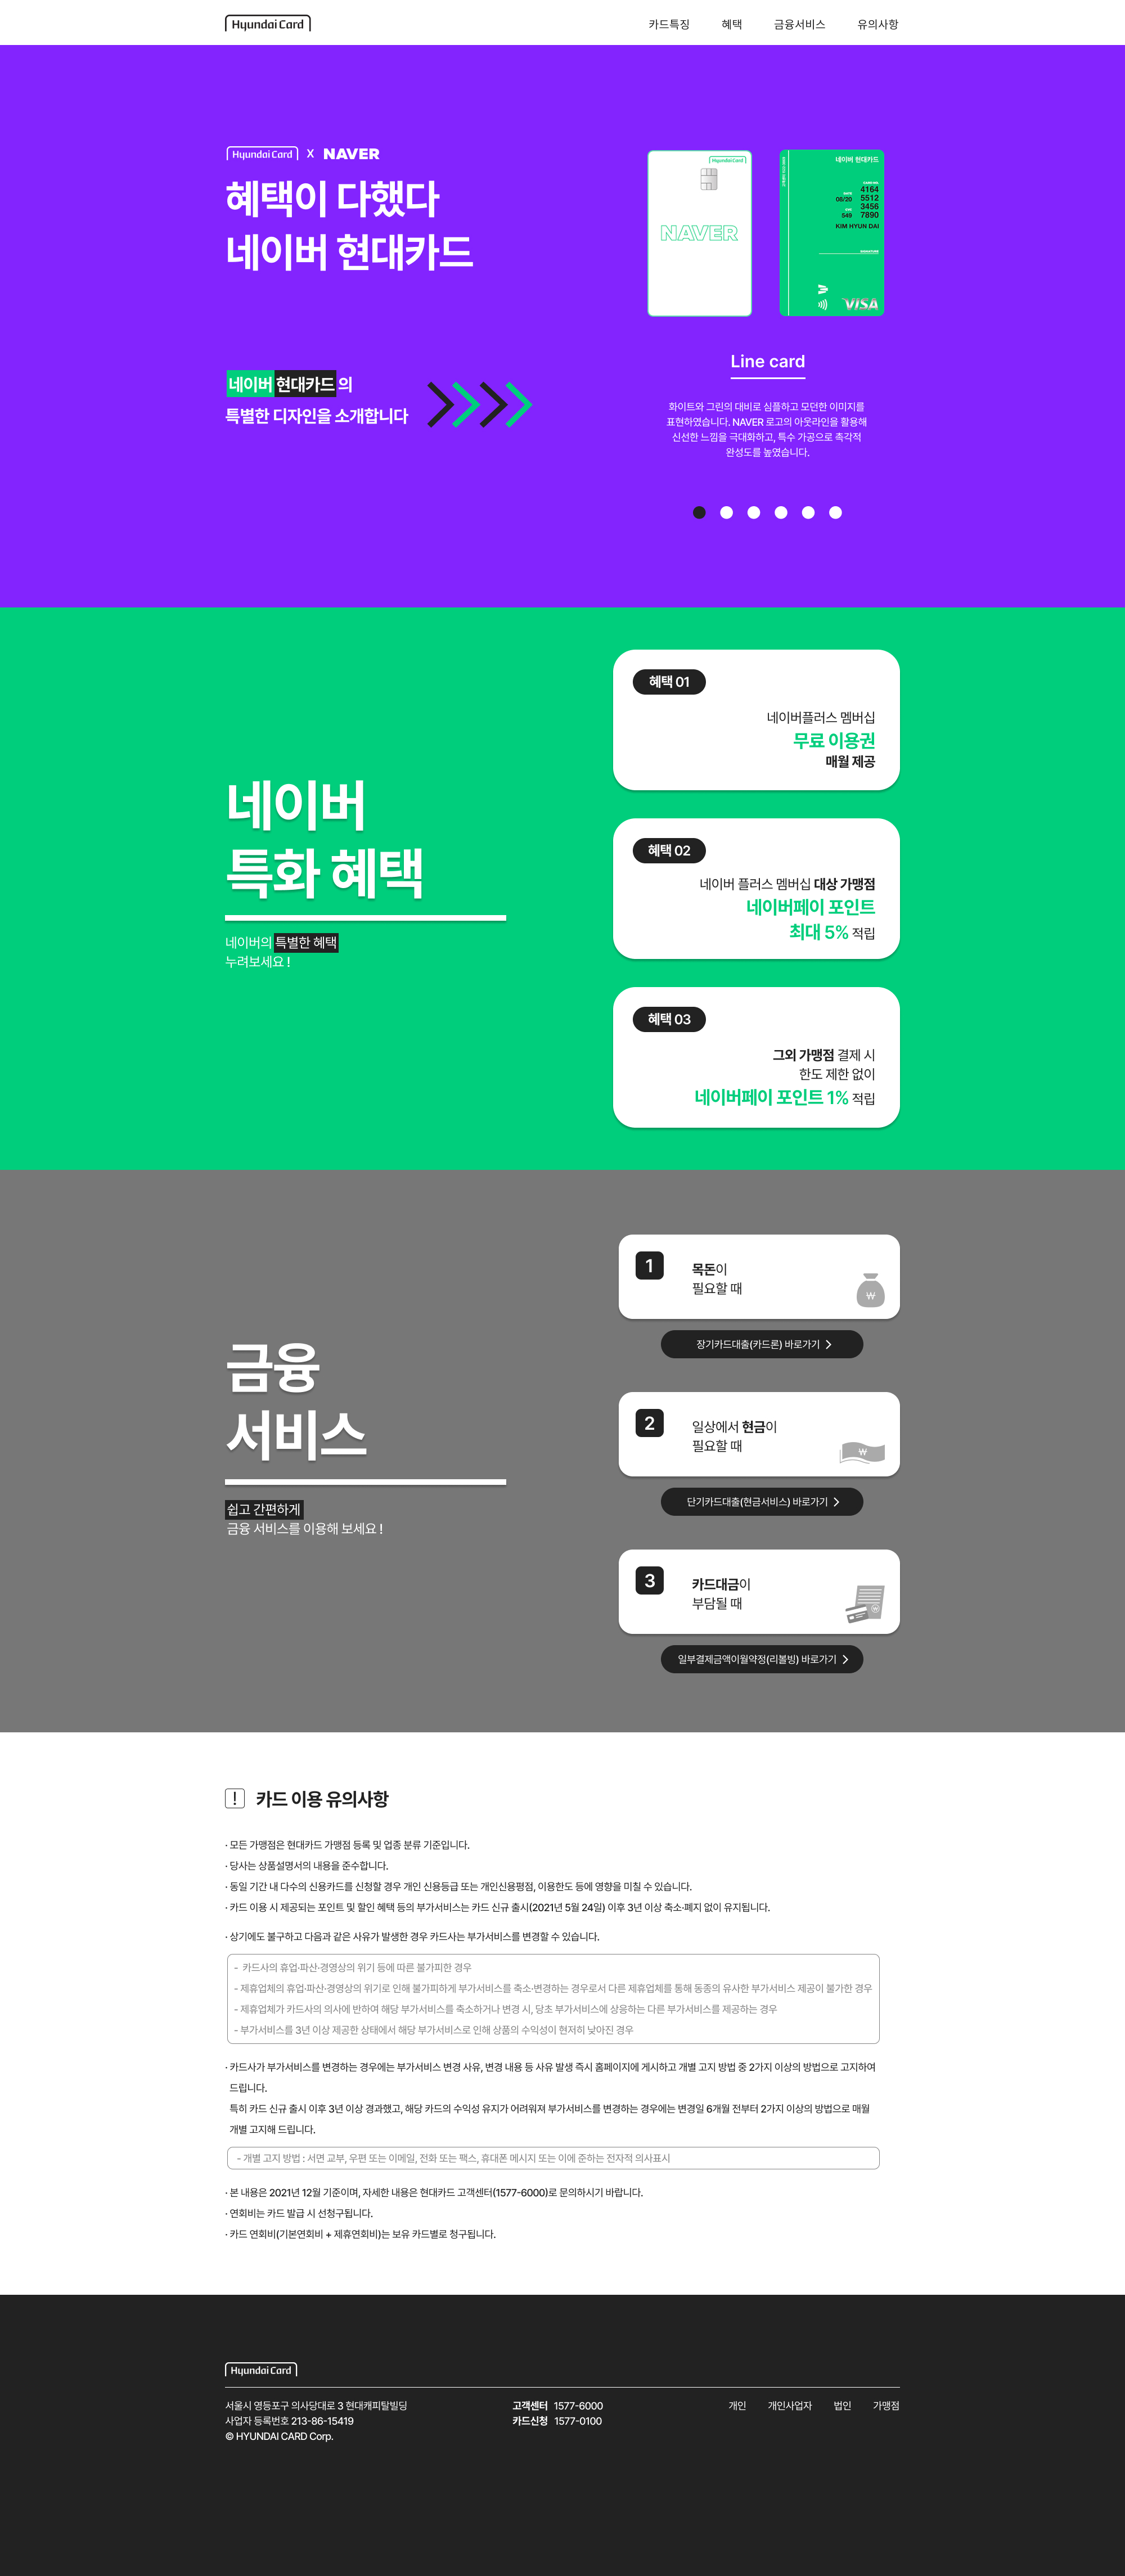 Hyundai Card
카드특징 혜택 금융서비스 유의사항
Hyundai Card X NAVER
혜택이 다했다
네이버 현대카드
네이버 현대카드 의
특별한 디자인을 소개합니다
Hyundai Card
NAVER
네이버 현대카드
4164
08/20 5512
3456
549 7890
KIM HYUN DAI
VISA
Line card
화이트와 그린의 대비로 심플하고 모던한 이미지를
표현하였습니다. NAVER 로고의 아웃라인을 활용해
신선한 느낌을 극대화하고, 특수 가공으로 촉각적
완성도를 높였습니다.
네이버
특화 혜택
네이버의 특별한 혜택
누려보세요 !
혜택 01
네이버플러스 멤버십
무료 이용권
매월 제공
혜택 02
네이버 플러스 멤버십 대상 가맹점
네이버페이 포인트
최대 5% 적립
혜택 03
그외 가맹점 결제 시
한도 제한 없이
네이버페이 포인트 1% 적립
금융
서비스
쉽고 간편하게
금융 서비스를 이용해 보세요 !
1
목돈이
필요할 때
장기카드대출(카드론) 바로가기
2
일상에서 현금이
필요할 때
단기카드대출(현금서비스) 바로가기
3
카드대금이
부담될 때
일부결제금액이월약정(리볼빙) 바로가기
! 카드 이용 유의사항
· 모든 가맹점은 현대카드 가맹점 등록 및 업종 분류 기준입니다.
· 당사는 상품설명서의 내용을 준수합니다.
· 동일 기간 내 다수의 신용카드를 신청할 경우 개인 신용등급 또는 개인신용평점, 이용한도 등에 영향을 미칠 수 있습니다.
· 카드 이용 시 제공되는 포인트 및 할인 혜택 등의 부가서비스는 카드 신규 출시(2021년 5월 24일) 이후 3년 이상 축소·폐지 없이 유지됩니다.
· 상기에도 불구하고 다음과 같은 사유가 발생한 경우 카드사는 부가서비스를 변경할 수 있습니다.
- 카드사의 휴업·파산·경영상의 위기 등에 따른 불가피한 경우
- 제휴업체의 휴업·파산·경영상의 위기로 인해 불가피하게 부가서비스를 축소·변경하는 경우로서 다른 제휴업체를 통해 동종의 유사한 부가서비스 제공이 불가한 경우
- 제휴업체가 카드사의 의사에 반하여 해당 부가서비스를 축소하거나 변경 시, 당초 부가서비스에 상응하는 다른 부가서비스를 제공하는 경우
- 부가서비스를 3년 이상 제공한 상태에서 해당 부가서비스로 인해 상품의 수익성이 현저히 낮아진 경우
· 카드사가 부가서비스를 변경하는 경우에는 부가서비스 변경 사유, 변경 내용 등 사유 발생 즉시 홈페이지에 게시하고 개별 고지 방법 중 2가지 이상의 방법으로 고지하여
드립니다.
특히 카드 신규 출시 이후 3년 이상 경과했고, 해당 카드의 수익성 유지가 어려워져 부가서비스를 변경하는 경우에는 변경일 6개월 전부터 2가지 이상의 방법으로 매월
개별 고지해 드립니다.
- 개별 고지 방법 : 서면 교부, 우편 또는 이메일, 전화 또는 팩스, 휴대폰 메시지 또는 이에 준하는 전자적 의사표시
· 본 내용은 2021년 12월 기준이며, 자세한 내용은 현대카드 고객센터(1577-6000)로 문의하시기 바랍니다.
· 연회비는 카드 발급 시 선청구됩니다.
· 카드 연회비(기본연회비 + 제휴연회비)는 보유 카드별로 청구됩니다.
Hyundai Card
서울시 영등포구 의사당대로 3 현대캐피탈빌딩
사업자 등록번호 213-86-15419
© HYUNDAI CARD Corp.
고객센터 1577-6000
카드신청 1577-0100
개인 개인사업자 법인 가맹점